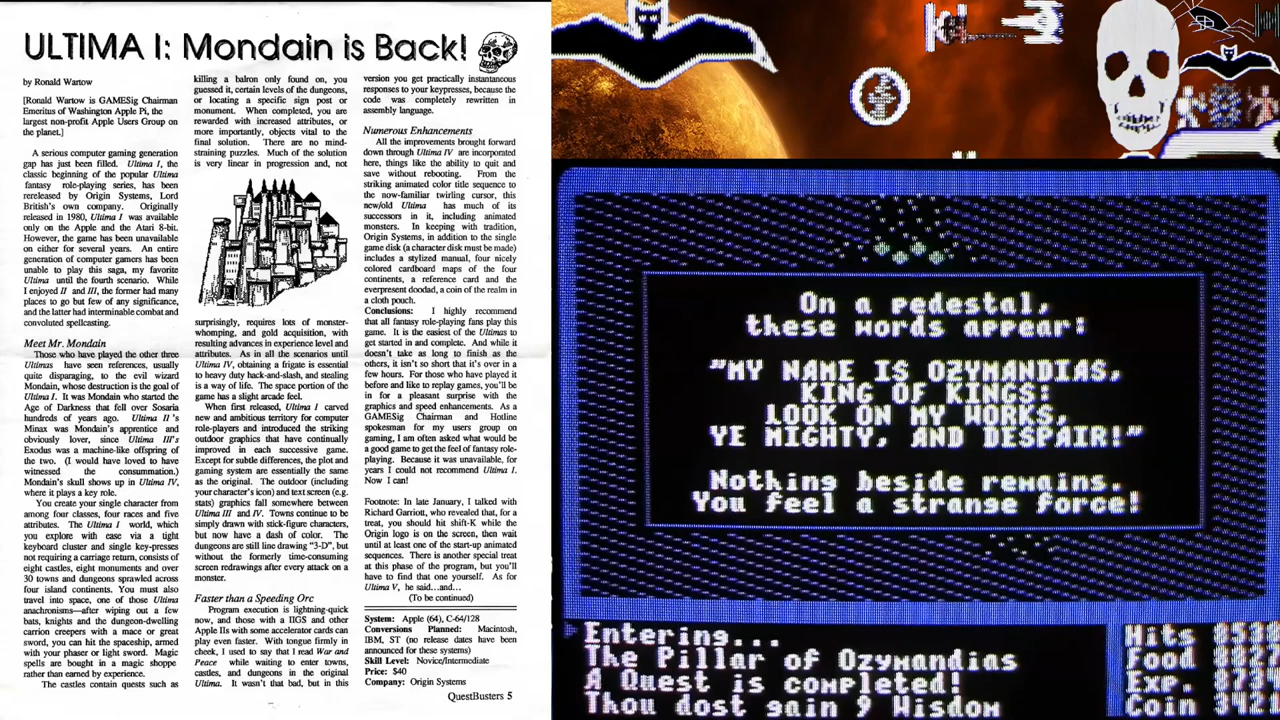 ULTIMA I: Mondain is Back!
by Ronald Wartow
[Ronald Wartow is GAMESig Chairman
Emeritus of Washington Apple Pi, the
largest non-profit Apple Users Group on
the planet.]
A serious computer gaming generation
gap has just been filled. Ultima I, the
classic beginning of the popular Ultima
fantasy role-playing series, has been
rereleased by Origin Systems, Lord
British's own company. Originally
released in 1980, Ultima I was available
only on the Apple and the Atari 8-bit.
However, the game has been unavailable
on either for several years. An entire
generation of computer gamers has been
unable to play this saga, my favorite
Ultima until the fourth scenario. While
I enjoyed II and III, the former had many
places to go but few of any significance,
and the latter had interminable combat and
convoluted spellcasting.
Meet Mr. Mondain
Those who have played the other three
Ultimas have seen references, usually
quite disparaging, to the evil wizard
Mondain, whose destruction is the goal of
Ultima I. It was Mondain who started the
Age of Darkness that fell over Sosaria
hundreds of years ago. Ultima II's
Minax was Mondain's apprentice and
obviously lover, since Ultima III's
Exodus was a machine-like offspring of
the two. (I would have loved to have
witnessed the consummation.)
Mondain's skull shows up in Ultima IV,
where it plays a key role.
You create your single character from
among four classes, four races and five
attributes. The Ultima I world, which
you explore with ease via a tight
keyboard cluster and single key-presses
not requiring a carriage return, consists of
eight castles, eight monuments and over
30 towns and dungeons sprawled across
four island continents. You must also
travel into space, one of those Ultima
anachronisms—after wiping out a few
bats, knights and the dungeon-dwelling
carrion creepers with a mace or great
sword, you can hit the spaceship, armed
with your phaser or light sword. Magic
spells are bought in a magic shoppe
rather than earned by experience.
The castles contain quests such as
killing a balron only found on, you
guessed it, certain levels of the dungeons,
or locating a specific sign post or
monument. When completed, you are
rewarded with increased attributes, or
more importantly, objects vital to the
final solution. There are no mind-
straining puzzles. Much of the solution
is very linear in progression and, not
surprisingly, requires lots of monster-
whomping, and gold acquisition, with
resulting advances in experience level and
attributes. As in all the scenarios until
Ultima IV, obtaining a frigate is essential
to heavy duty hack-and-slash, and stealing
is a way of life. The space portion of the
game has a slight arcade feel.
When first released, Ultima I carved
new and ambitious territory for computer
role-players and introduced the striking
outdoor graphics that have continually
improved in each successive game.
Except for subtle differences, the plot and
gaming system are essentially the same
as the original. The outdoor (including
your character's icon) and text screen (e.g.
stats) graphics fall somewhere between
Ultima III and IV. Towns continue to be
simply drawn with stick-figure characters,
but now have a dash of color. The
dungeons are still line drawing "3-D", but
without the formerly time-consuming
screen redrawings after every attack on a
monster.
Faster than a Speeding Orc
Program execution is lightning-quick
now, and those with a IIGS and other
Apple IIs with some accelerator cards can
play even faster. With tongue firmly in
cheek, I used to say that I read War and
Peace while waiting to enter towns,
castles, and dungeons in the original
Ultima. It wasn't that bad, but in this
version you get practically instantaneous
responses to your keypresses, because the
code was completely rewritten in
assembly language.
Numerous Enhancements
All the improvements brought forward
down through Ultima IV are incorporated
here, things like the ability to quit and
save without rebooting. From the
striking animated color title sequence to
the now-familiar twirling cursor, this
new/old Ultima has much of its
successors in it, including animated
monsters. In keeping with tradition,
Origin Systems, in addition to the single
game disk (a character disk must be made)
includes a stylized manual, four nicely
colored cardboard maps of the four
continents, a reference card and the
everpresent doodad, a coin of the realm in
a cloth pouch.
Conclusions: I highly recommend
that all fantasy role-playing fans play this
game. It is the easiest of the Ultimas to
get started in and complete. And while it
doesn't take as long to finish as the
others, it isn't so short that it's over in a
few hours. For those who have played it
before and like to replay games, you'll be
in for a pleasant surprise with the
graphics and speed enhancements. As a
GAMESig Chairman and Hotline
spokesman for my users group on
gaming, I am often asked what would be
a good game to get the feel of fantasy role-
playing. Because it was unavailable, for
years I could not recommend Ultima I.
Now I can!
Footnote: In late January, I talked with
Richard Garriott, who revealed that, for a
treat, you should hit shift-K while the
Origin logo is on the screen, then wait
until at least one of the start-up animated
sequences. There is another special treat
at this phase of the program, but you'll
have to find that one yourself. As for
Ultima V, he said...and...
(To be continued)
System: Apple (64), C-64/128
Conversions Planned: Macintosh,
IBM, ST (no release dates have been
announced for these systems)
Skill Level: Novice/Intermediate
Price: $40
Company: Origin Systems
QuestBusters 5
On a pedestal,
these words appear:
"MY NAME IS OZYMANDIAS,
KING OF KINGS:
LOOK ON MY WORKS,
YE MIGHTY, AND DESPAIR!"
Nothing beside remains.
You feel a strange force!
Entering...
The Pillar of Ozymandias
A Quest is completed!
Thou dost gain 9 Wisdom
Hits
Food
Exp.
Coin